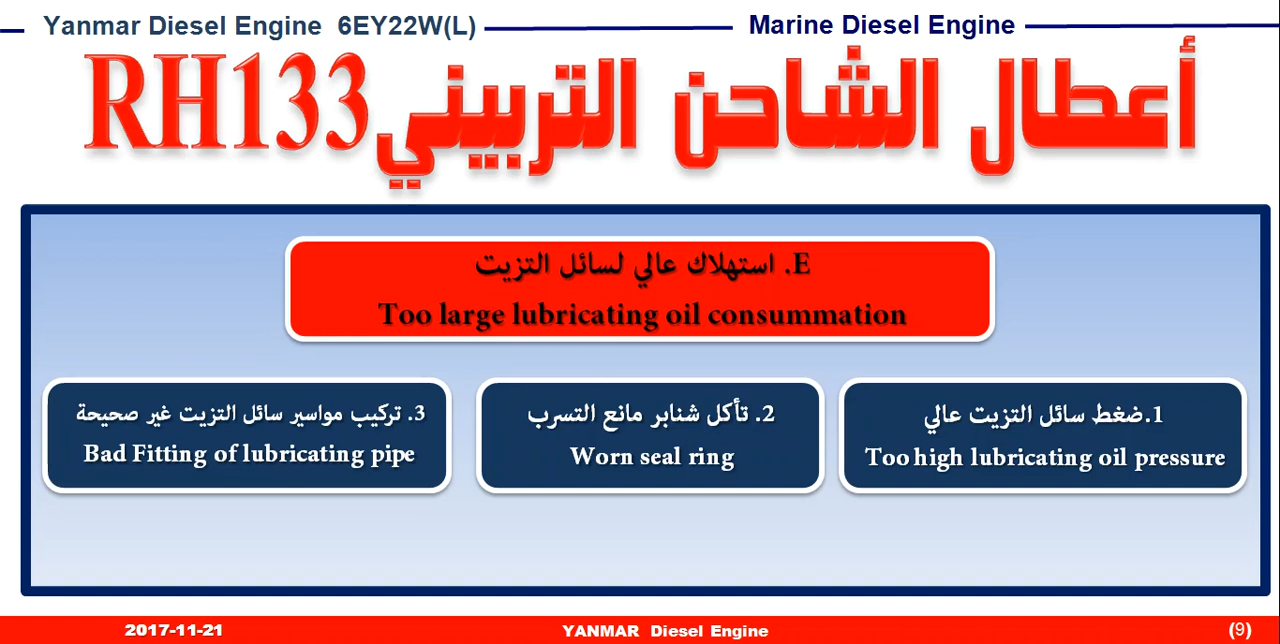 Yanmar Diesel Engine 6EY22W(L)
Marine Diesel Engine
أعطال الشاحن التربيني RH133
E. استهلاك عالي لسائل التزيت
Too large lubricating oil consummation
1.ضغط سائل التزيت عالي
Too high lubricating oil pressure
2. تأكل شنابر مانع التسرب
Worn seal ring
3. تركيب مواسير سائل التزيت غير صحيحة
Bad Fitting of lubricating pipe
2017-11-21
YANMAR Diesel Engine
(9)